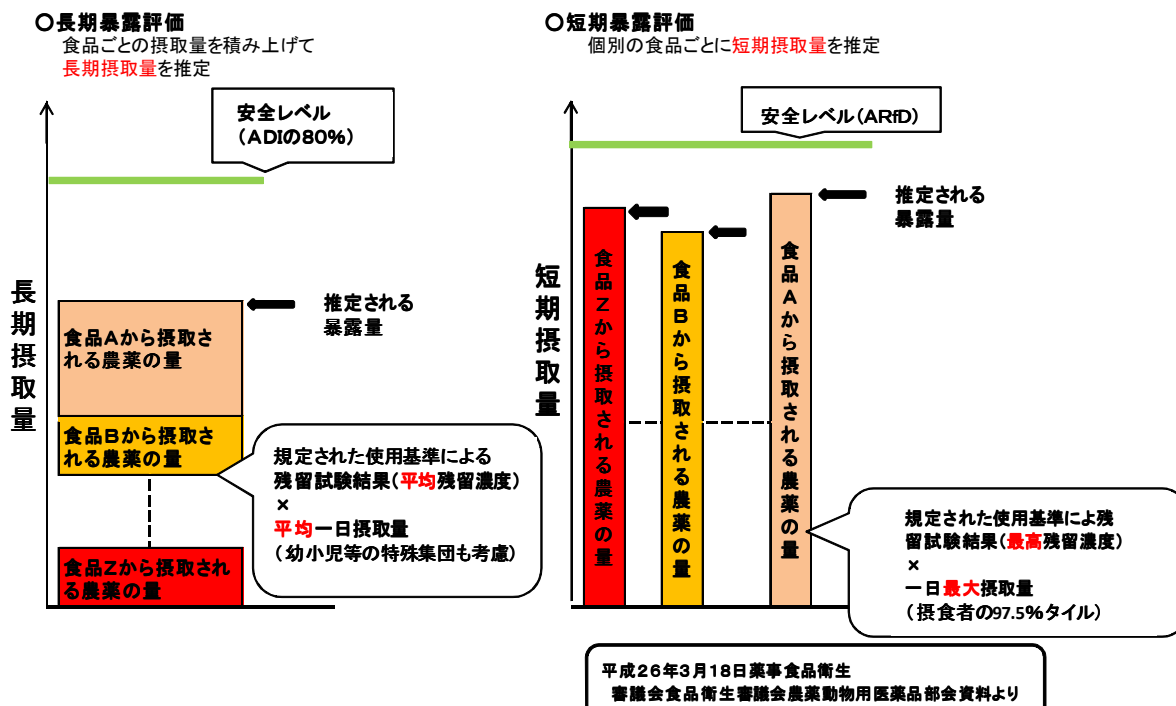 ○長期暴露評価
食品ごとの摂取量を積み上げて
長期摂取量を推定
安全レベル
(ADIの80%)
長期摂取量
推定される
暴露量
食品Aから摂取さ
れる農薬の量
食品Bから摂取さ
れる農薬の量
食品Zから摂取され
る農薬の量
規定された使用基準による
残留試験結果(平均残留濃度)
×
平均一日摂取量
(幼小児等の特殊集団も考慮)
○短期暴露評価
個別の食品ごとに短期摂取量を推定
安全レベル(ARfD)
短期摂取量
推定される
暴露量
食品Zから摂取される農薬の量
食品Bから摂取される農薬の量
食品Aから摂取される農薬の量
規定された使用基準によ残
留試験結果(最高残留濃度)
×
一日最大摂取量
(摂食者の97.5%タイル)
平成26年3月18日薬事食品衛生
審議会食品衛生審議会農薬動物用医薬品部会資料より